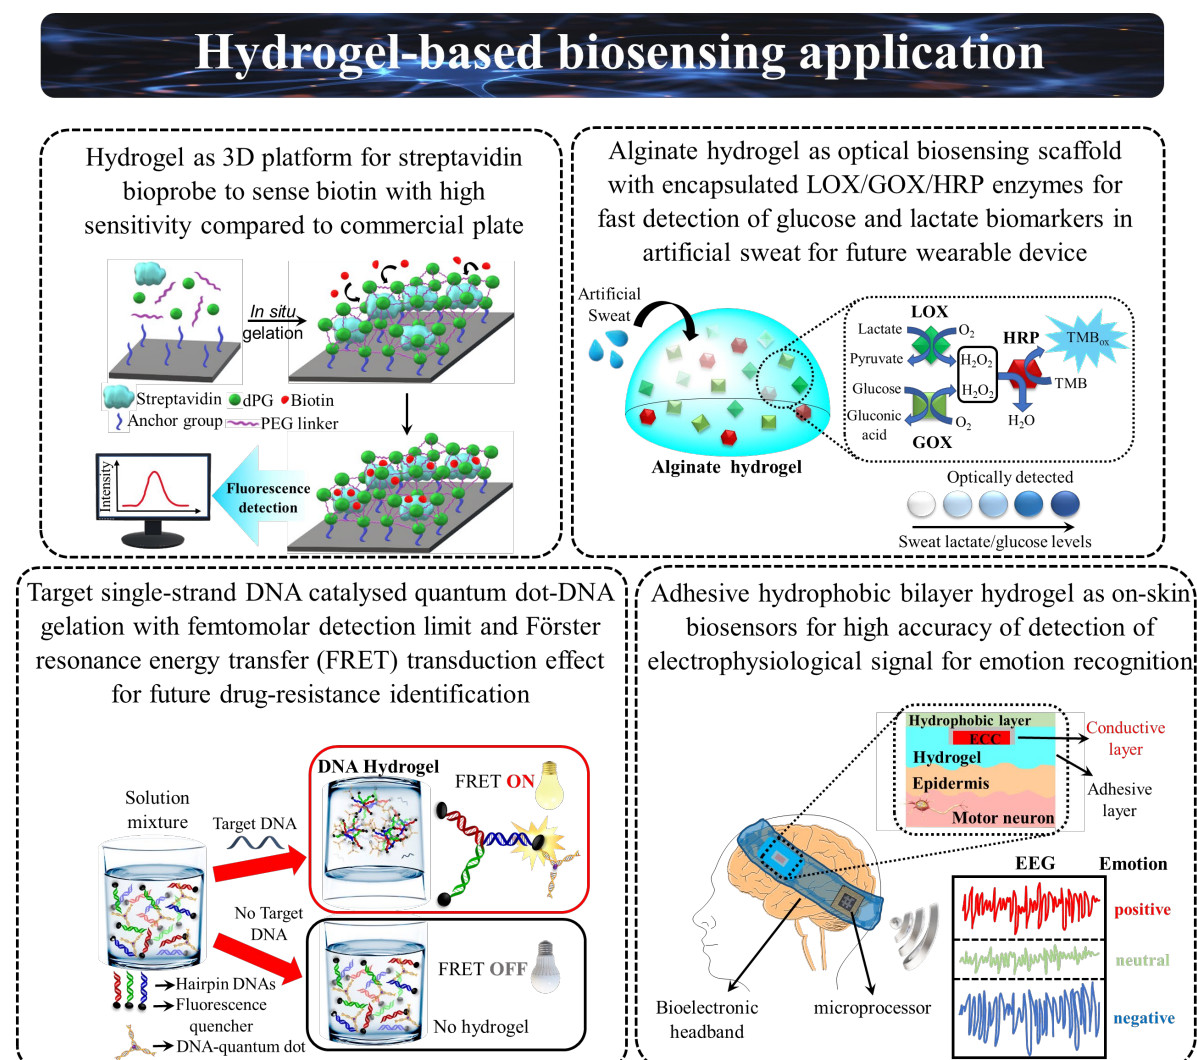 Hydrogel-based biosensing application
Hydrogel as 3D platform for streptavidin
bioprobe to sense biotin with high
sensitivity compared to commercial plate
In situ
gelation
Streptavidin
dPG
Biotin
Anchor group
PEG linker
Intensity
Fluorescence
detection
Alginate hydrogel as optical biosensing scaffold
with encapsulated LOX/GOX/HRP enzymes for
fast detection of glucose and lactate biomarkers in
artificial sweat for future wearable device
Artificial
Sweat
Alginate hydrogel
LOX
Lactate
O₂
Pyruvate
H₂O₂
HRP
TMBox
Glucose
H₂O₂
TMB
Gluconic
acid
O₂
H₂O
GOX
Optically detected
Sweat lactate/glucose levels
Target single-strand DNA catalysed quantum dot-DNA
gelation with femtomolar detection limit and Förster
resonance energy transfer (FRET) transduction effect
for future drug-resistance identification
Solution
mixture
Target DNA
No Target
DNA
DNA Hydrogel
FRET ON
FRET OFF
No hydrogel
Hairpin DNAs
Fluorescence
quencher
DNA-quantum dot
Adhesive hydrophobic bilayer hydrogel as on-skin
biosensors for high accuracy of detection of
electrophysiological signal for emotion recognition
Hydrophobic layer
ECC
Hydrogel
Epidermis
Motor neuron
Conductive
layer
Adhesive
layer
Bioelectronic
headband
microprocessor
EEG
Emotion
positive
neutral
negative